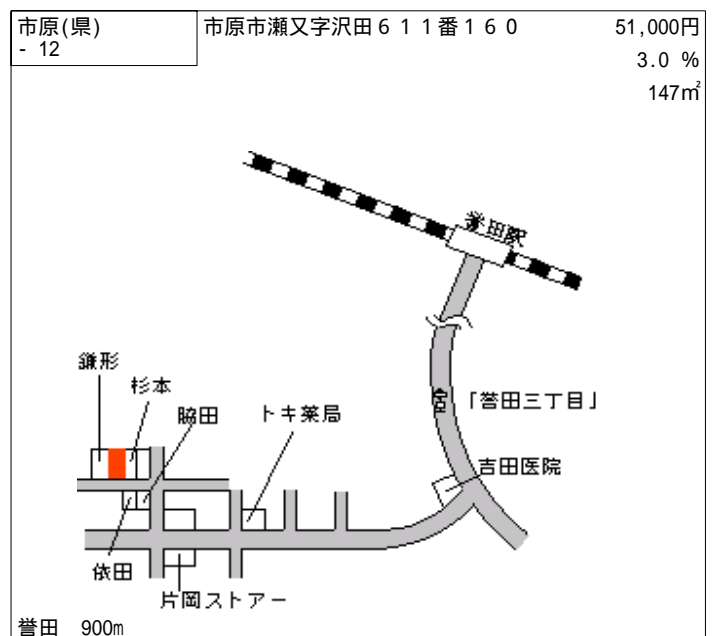 市原(県)
- 12
市原市瀬又字沢田６１１番１６０
51,000円
3.0 %
147㎡
誉田駅
鎌形
杉本
脇田
トキ薬局
「誉田三丁目」
吉田医院
依田
片岡ストアー
誉田 900m